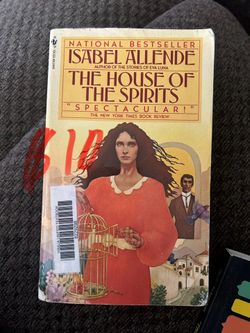 NATIONAL BESTSELLER
ISABEL ALLENDE
AUTHOR OF THE STORIES OF EVA LUNA
THE HOUSE OF THE
SPIRITS
"SPECTACULAR!"
THE NEW YORK TIMES BOOK REVIEW